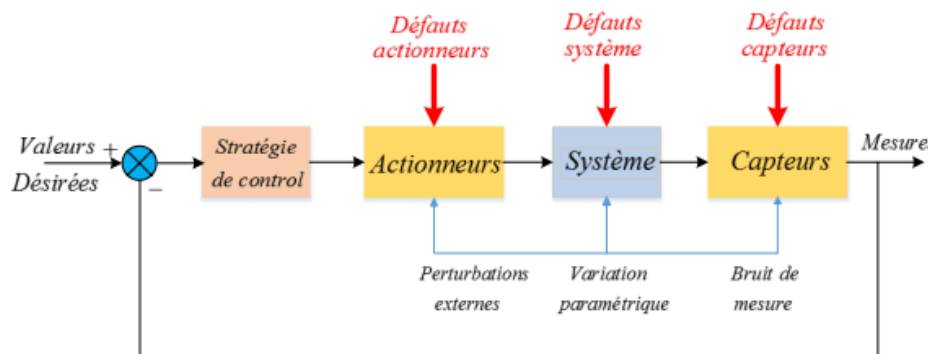 Défauts
actionneurs
Défauts
système
Défauts
capteurs
Valeurs +
Désirées
−
Stratégie
de control
Actionneurs
Système
Capteurs
Mesure
Perturbations
externes
Variation
paramétrique
Bruit de
mesure